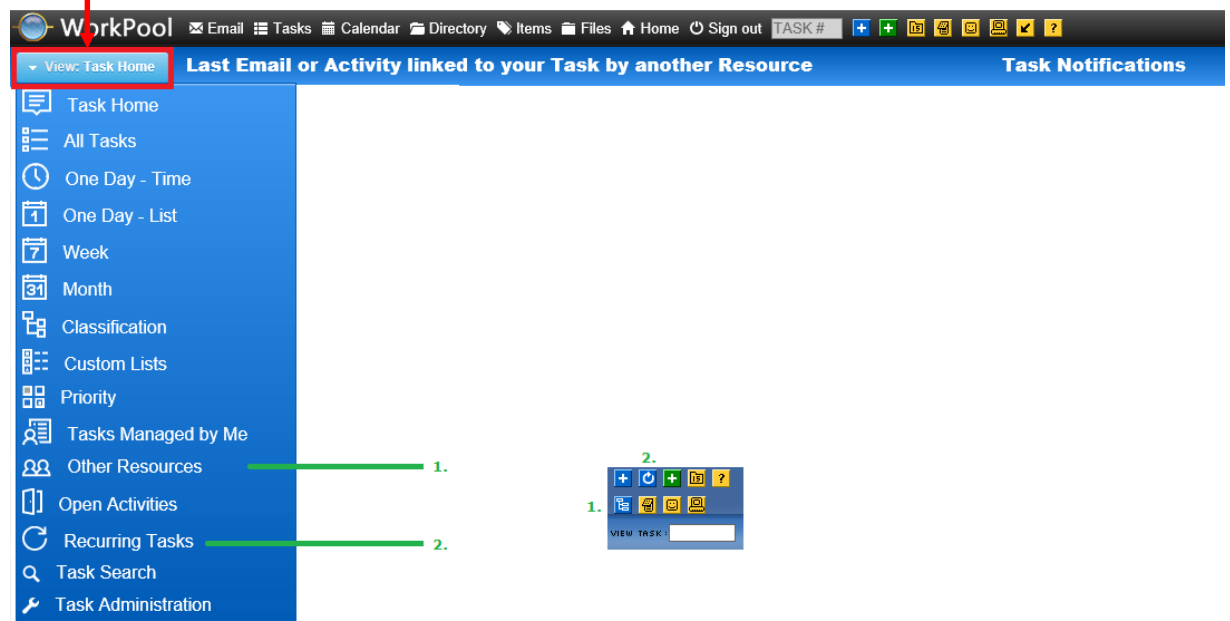 WorkPool Email Tasks Calendar Directory Items Files Home Sign out TASK # ?
View: Task Home Last Email or Activity linked to your Task by another Resource Task Notifications
Task Home
All Tasks
One Day - Time
1 One Day - List
7 Week
31 Month
Classification
Custom Lists
Priority
Tasks Managed by Me
Other Resources 1.
Open Activities
Recurring Tasks 2.
Task Search
Task Administration
2.
?
1.
VIEW TASK: